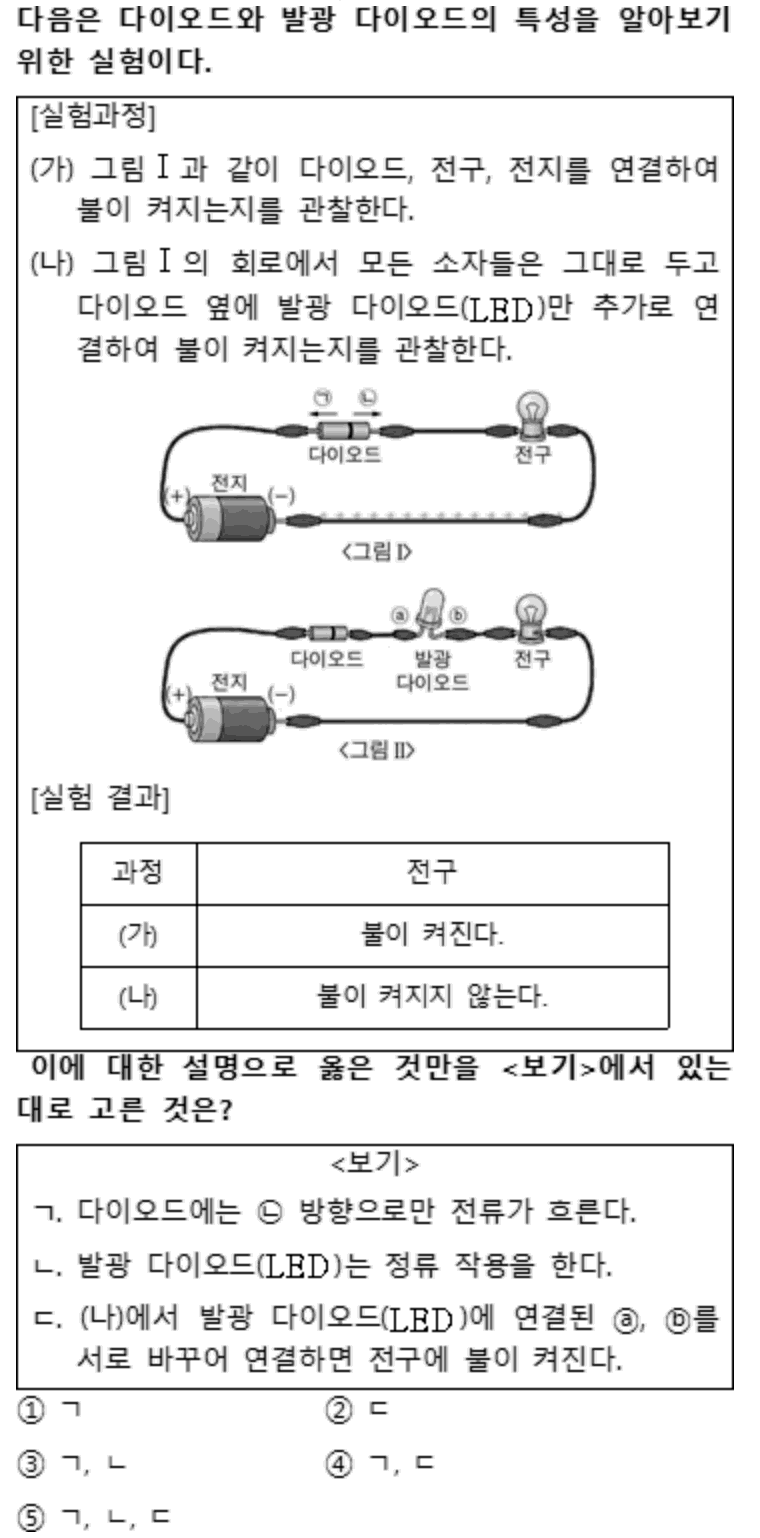 다음은 다이오드와 발광 다이오드의 특성을 알아보기
위한 실험이다.
[실험과정]
(가) 그림 Ⅰ과 같이 다이오드, 전구, 전지를 연결하여
불이 켜지는지를 관찰한다.
(나) 그림 Ⅰ의 회로에서 모든 소자들은 그대로 두고
다이오드 옆에 발광 다이오드(LED)만 추가로 연
결하여 불이 켜지는지를 관찰한다.
㉠ ㉡
다이오드 전구
전지
(+) (−)
<그림 Ⅰ>
ⓐ ⓑ
다이오드 발광 전구
다이오드
전지
(+) (−)
<그림 Ⅱ>
[실험 결과]
과정 전구
(가) 불이 켜진다.
(나) 불이 켜지지 않는다.
이에 대한 설명으로 옳은 것만을 <보기>에서 있는
대로 고른 것은?
<보기>
ㄱ. 다이오드에는 ㉡ 방향으로만 전류가 흐른다.
ㄴ. 발광 다이오드(LED)는 정류 작용을 한다.
ㄷ. (나)에서 발광 다이오드(LED)에 연결된 ⓐ, ⓑ를
서로 바꾸어 연결하면 전구에 불이 켜진다.
① ㄱ ② ㄷ
③ ㄱ, ㄴ ④ ㄱ, ㄷ
⑤ ㄱ, ㄴ, ㄷ